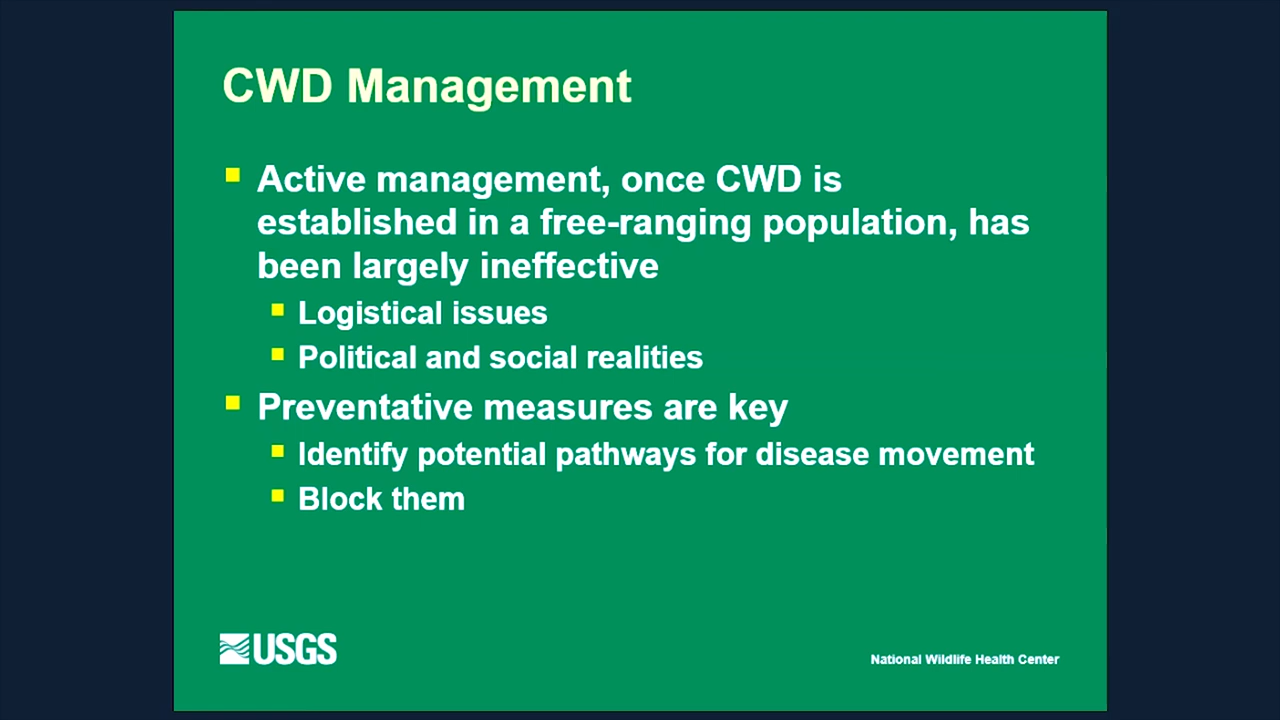 CWD Management
Active management, once CWD is
established in a free-ranging population, has
been largely ineffective
Logistical issues
Political and social realities
Preventative measures are key
Identify potential pathways for disease movement
Block them
USGS
National Wildlife Health Center